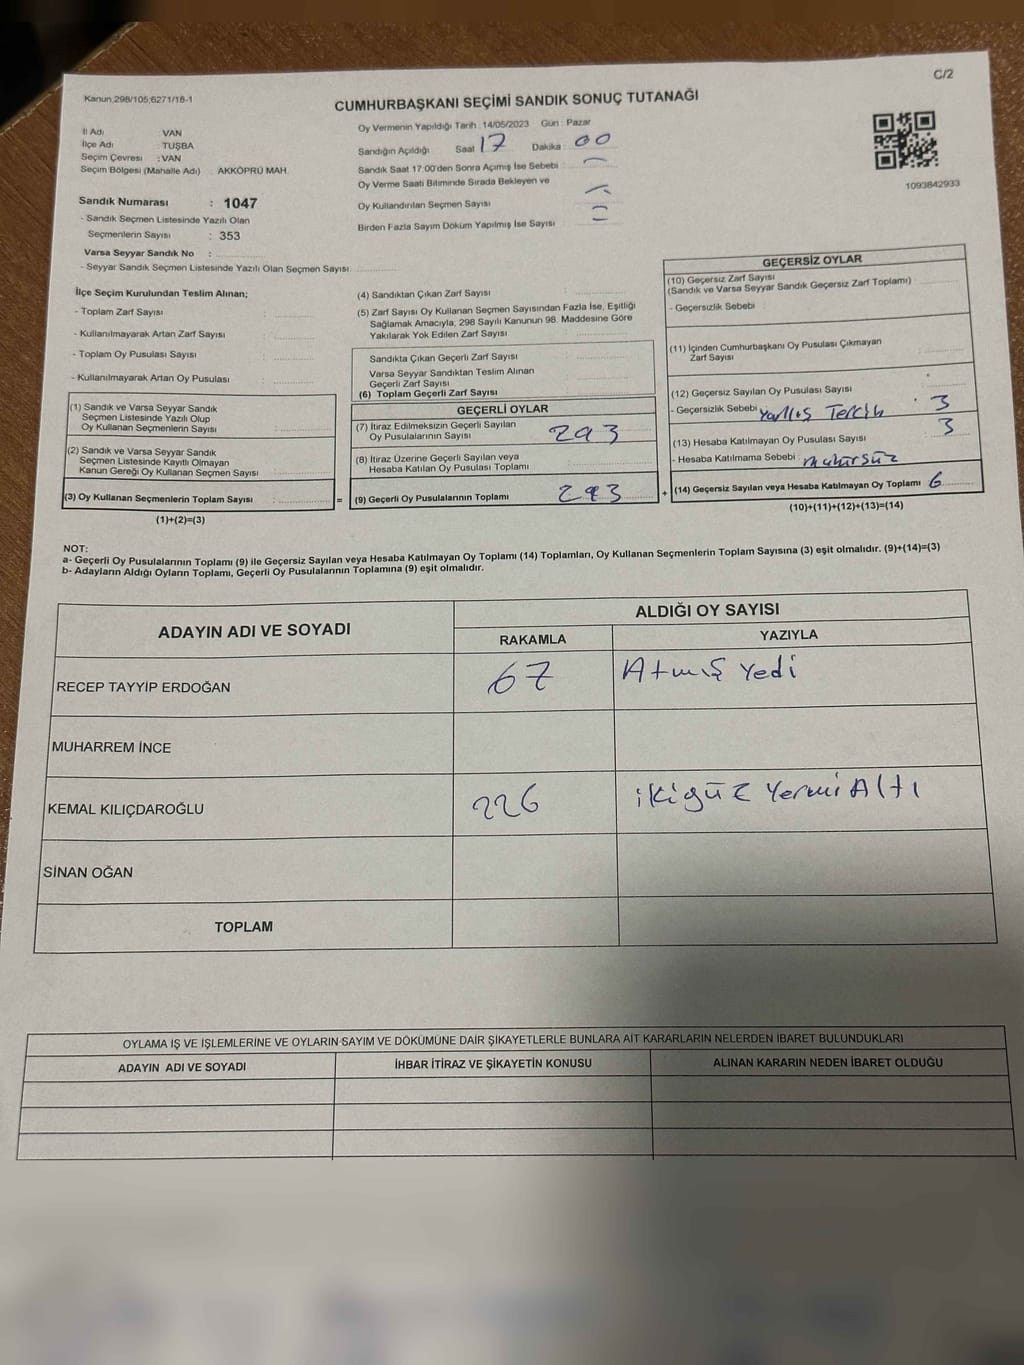 C/2
Kanun,298/105;6271/18-1
CUMHURBAŞKANI SEÇİMİ SANDIK SONUÇ TUTANAĞI
İl Adı VAN
İlçe Adı : TUŞBA
Seçim Çevresi : VAN
Seçim Bölgesi (Mahalle Adı) : AKKÖPRÜ MAH.
Sandık Numarası : 1047
- Sandık Seçmen Listesinde Yazılı Olan
Seçmenlerin Sayısı : 353
Varsa Seyyar Sandık No :
- Seyyar Sandık Seçmen Listesinde Yazılı Olan Seçmen Sayısı:
Oy Vermenin Yapıldığı Tarih : 14/05/2023 Gün : Pazar
Sandığın Açıldığı Saat 17 Dakika 00
Sandık Saat 17:00'den Sonra Açımış İse Sebebi
Oy Verme Saati Bitiminde Sırada Bekleyen ve
Oy Kullandırılan Seçmen Sayısı
Birden Fazla Sayım Döküm Yapılmış İse Sayısı
1093842933
İlçe Seçim Kurulundan Teslim Alınan;
- Toplam Zarf Sayısı :
- Kullanılmayarak Artan Zarf Sayısı :
- Toplam Oy Pusulası Sayısı :
- Kullanılmayarak Artan Oy Pusulası :
(1) Sandık ve Varsa Seyyar Sandık
Seçmen Listesinde Yazılı Olup
Oy Kullanan Seçmenlerin Sayısı :
(2) Sandık ve Varsa Seyyar Sandık
Seçmen Listesinde Kayıtlı Olmayan
Kanun Gereği Oy Kullanan Seçmen Sayısı :
(3) Oy Kullanan Seçmenlerin Toplam Sayısı : =
(1)+(2)=(3)
(4) Sandıktan Çıkan Zarf Sayısı
(5) Zarf Sayısı Oy Kullanan Seçmen Sayısından Fazla İse, Eşitliği
Sağlamak Amacıyla, 298 Sayılı Kanunun 98. Maddesine Göre
Yakılarak Yok Edilen Zarf Sayısı
Sandıkta Çıkan Geçerli Zarf Sayısı
Varsa Seyyar Sandıktan Teslim Alınan
Geçerli Zarf Sayısı
(6) Toplam Geçerli Zarf Sayısı
GEÇERLİ OYLAR
(7) İtiraz Edilmeksizin Geçerli Sayılan
Oy Pusulalarının Sayısı 293
(8) İtiraz Üzerine Geçerli Sayılan veya
Hesaba Katılan Oy Pusulası Toplamı
(9) Geçerli Oy Pusulalarının Toplamı 293 +
GEÇERSİZ OYLAR
(10) Geçersiz Zarf Sayısı
(Sandık ve Varsa Seyyar Sandık Geçersiz Zarf Toplamı)
- Geçersizlik Sebebi :
(11) İçinden Cumhurbaşkanı Oy Pusulası Çıkmayan
Zarf Sayısı
(12) Geçersiz Sayılan Oy Pusulası Sayısı : 3
- Geçersizlik Sebebi Yanlış Tercih
(13) Hesaba Katılmayan Oy Pusulası Sayısı : 3
- Hesaba Katılmama Sebebi : mühürsüz
(14) Geçersiz Sayılan veya Hesaba Katılmayan Oy Toplamı 6
(10)+(11)+(12)+(13)=(14)
NOT:
a- Geçerli Oy Pusulalarının Toplamı (9) ile Geçersiz Sayılan veya Hesaba Katılmayan Oy Toplamı (14) Toplamları, Oy Kullanan Seçmenlerin Toplam Sayısına (3) eşit olmalıdır. (9)+(14)=(3)
b- Adayların Aldığı Oyların Toplamı, Geçerli Oy Pusulalarının Toplamına (9) eşit olmalıdır.
ADAYIN ADI VE SOYADI
ALDIĞI OY SAYISI
RAKAMLA YAZIYLA
RECEP TAYYİP ERDOĞAN 67 Atmış Yedi
MUHARREM İNCE
KEMAL KILIÇDAROĞLU 226 ikiyüz Yermi Altı
SİNAN OĞAN
TOPLAM
OYLAMA İŞ VE İŞLEMLERİNE VE OYLARIN SAYIM VE DÖKÜMÜNE DAİR ŞİKAYETLERLE BUNLARA AİT KARARLARIN NELERDEN İBARET BULUNDUKLARI
ADAYIN ADI VE SOYADI İHBAR İTİRAZ VE ŞİKAYETİN KONUSU ALINAN KARARIN NEDEN İBARET OLDUĞU